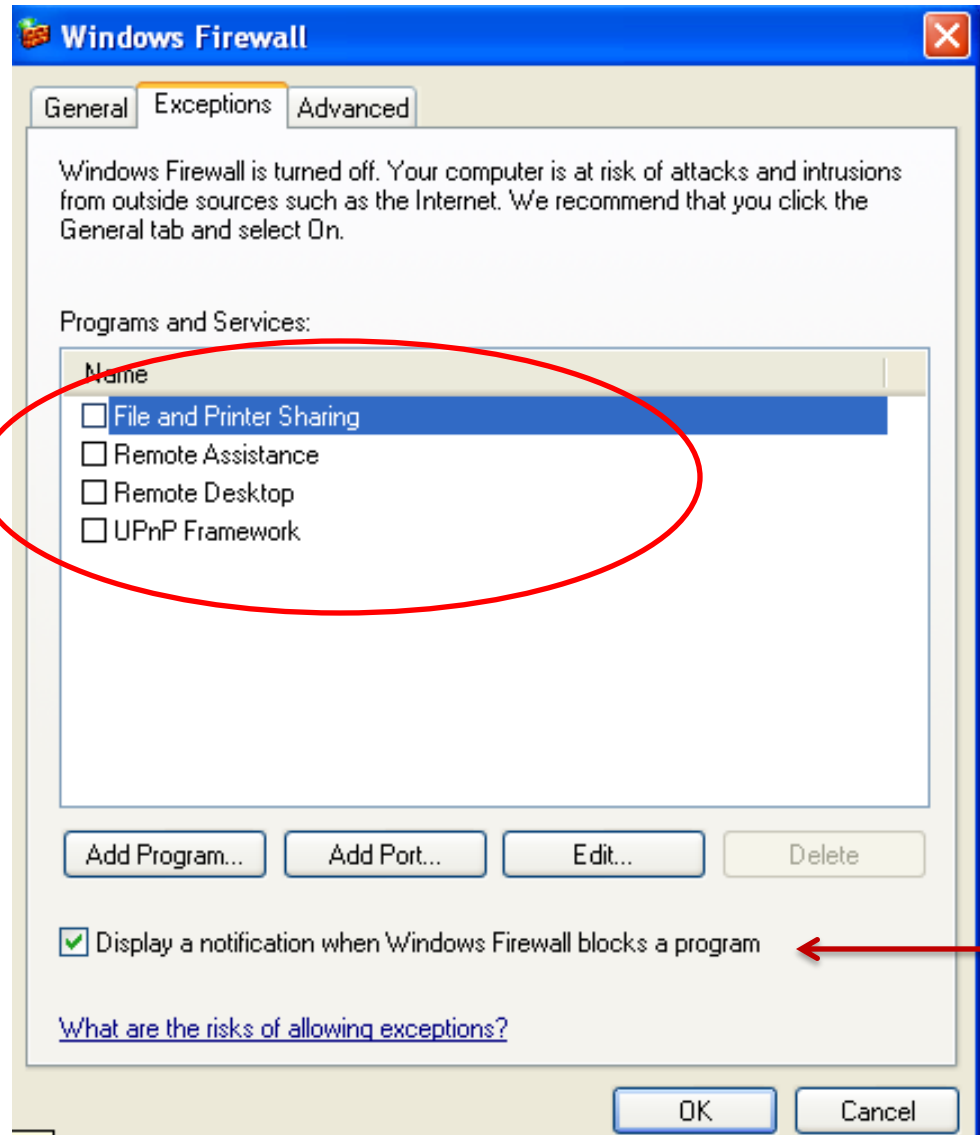 Windows Firewall
General Exceptions Advanced
Windows Firewall is turned off. Your computer is at risk of attacks and intrusions
from outside sources such as the Internet. We recommend that you click the
General tab and select On.
Programs and Services:
Name
File and Printer Sharing
Remote Assistance
Remote Desktop
UPnP Framework
Add Program... Add Port... Edit... Delete
Display a notification when Windows Firewall blocks a program
What are the risks of allowing exceptions?
OK Cancel